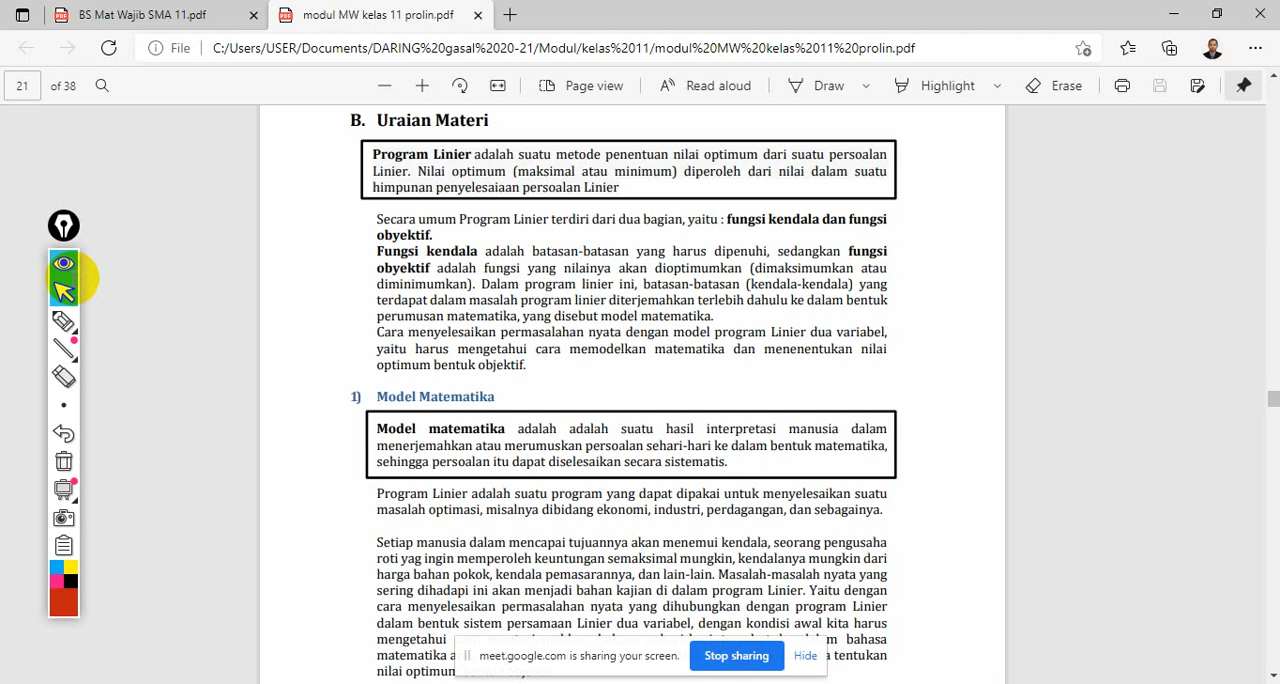 BS Mat Wajib SMA 11.pdf
modul MW kelas 11 prolin.pdf
File
C:/Users/USER/Documents/DARING%20gasal%202020-21/Modul/kelas%2011/modul%20MW%20kelas%2011%20prolin.pdf
21 of 38
Page view
Read aloud
Draw
Highlight
Erase
B. Uraian Materi
Program Linier adalah suatu metode penentuan nilai optimum dari suatu persoalan
Linier. Nilai optimum (maksimal atau minimum) diperoleh dari nilai dalam suatu
himpunan penyelesaiaan persoalan Linier
Secara umum Program Linier terdiri dari dua bagian, yaitu : fungsi kendala dan fungsi
obyektif.
Fungsi kendala adalah batasan-batasan yang harus dipenuhi, sedangkan fungsi
obyektif adalah fungsi yang nilainya akan dioptimumkan (dimaksimumkan atau
diminimumkan). Dalam program linier ini, batasan-batasan (kendala-kendala) yang
terdapat dalam masalah program linier diterjemahkan terlebih dahulu ke dalam bentuk
perumusan matematika, yang disebut model matematika.
Cara menyelesaikan permasalahan nyata dengan model program Linier dua variabel,
yaitu harus mengetahui cara memodelkan matematika dan menenentukan nilai
optimum bentuk objektif.
1) Model Matematika
Model matematika adalah adalah suatu hasil interpretasi manusia dalam
menerjemahkan atau merumuskan persoalan sehari-hari ke dalam bentuk matematika,
sehingga persoalan itu dapat diselesaikan secara sistematis.
Program Linier adalah suatu program yang dapat dipakai untuk menyelesaikan suatu
masalah optimasi, misalnya dibidang ekonomi, industri, perdagangan, dan sebagainya.
Setiap manusia dalam mencapai tujuannya akan menemui kendala, seorang pengusaha
roti yag ingin memperoleh keuntungan semaksimal mungkin, kendalanya mungkin dari
harga bahan pokok, kendala pemasarannya, dan lain-lain. Masalah-masalah nyata yang
sering dihadapi ini akan menjadi bahan kajian di dalam program Linier. Yaitu dengan
cara menyelesaikan permasalahan nyata yang dihubungkan dengan program Linier
dalam bentuk sistem persamaan Linier dua variabel, dengan kondisi awal kita harus
mengetahui bahasa
matematika a tentukan
nilai optimum
meet.google.com is sharing your screen.
Stop sharing
Hide